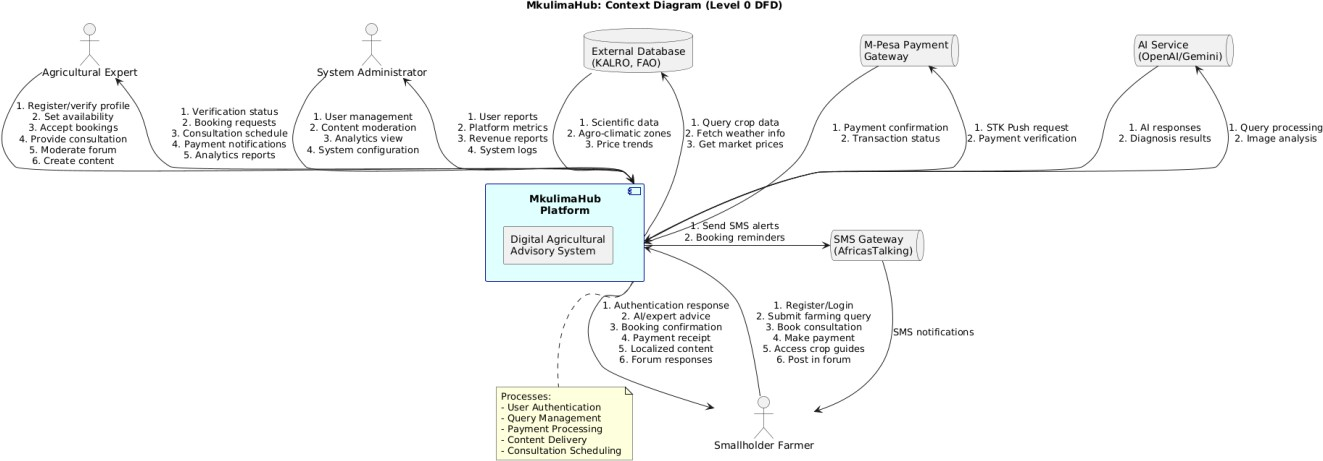 MkulimaHub: Context Diagram (Level 0 DFD)
Agricultural Expert
System Administrator
External Database
(KALRO, FAO)
M-Pesa Payment
Gateway
AI Service
(OpenAI/Gemini)
1. Register/verify profile
2. Set availability
3. Accept bookings
4. Provide consultation
5. Moderate forum
6. Create content
1. Verification status
2. Booking requests
3. Consultation schedule
4. Payment notifications
5. Analytics reports
1. User management
2. Content moderation
3. Analytics view
4. System configuration
1. User reports
2. Platform metrics
3. Revenue reports
4. System logs
1. Scientific data
2. Agro-climatic zones
3. Price trends
1. Query crop data
2. Fetch weather info
3. Get market prices
1. Payment confirmation
2. Transaction status
1. STK Push request
2. Payment verification
1. AI responses
2. Diagnosis results
1. Query processing
2. Image analysis
MkulimaHub
Platform
Digital Agricultural
Advisory System
1. Send SMS alerts
2. Booking reminders
SMS Gateway
(AfricasTalking)
1. Authentication response
2. AI/expert advice
3. Booking confirmation
4. Payment receipt
5. Localized content
6. Forum responses
1. Register/Login
2. Submit farming query
3. Book consultation
4. Make payment
5. Access crop guides
6. Post in forum
SMS notifications
Processes:
- User Authentication
- Query Management
- Payment Processing
- Content Delivery
- Consultation Scheduling
Smallholder Farmer